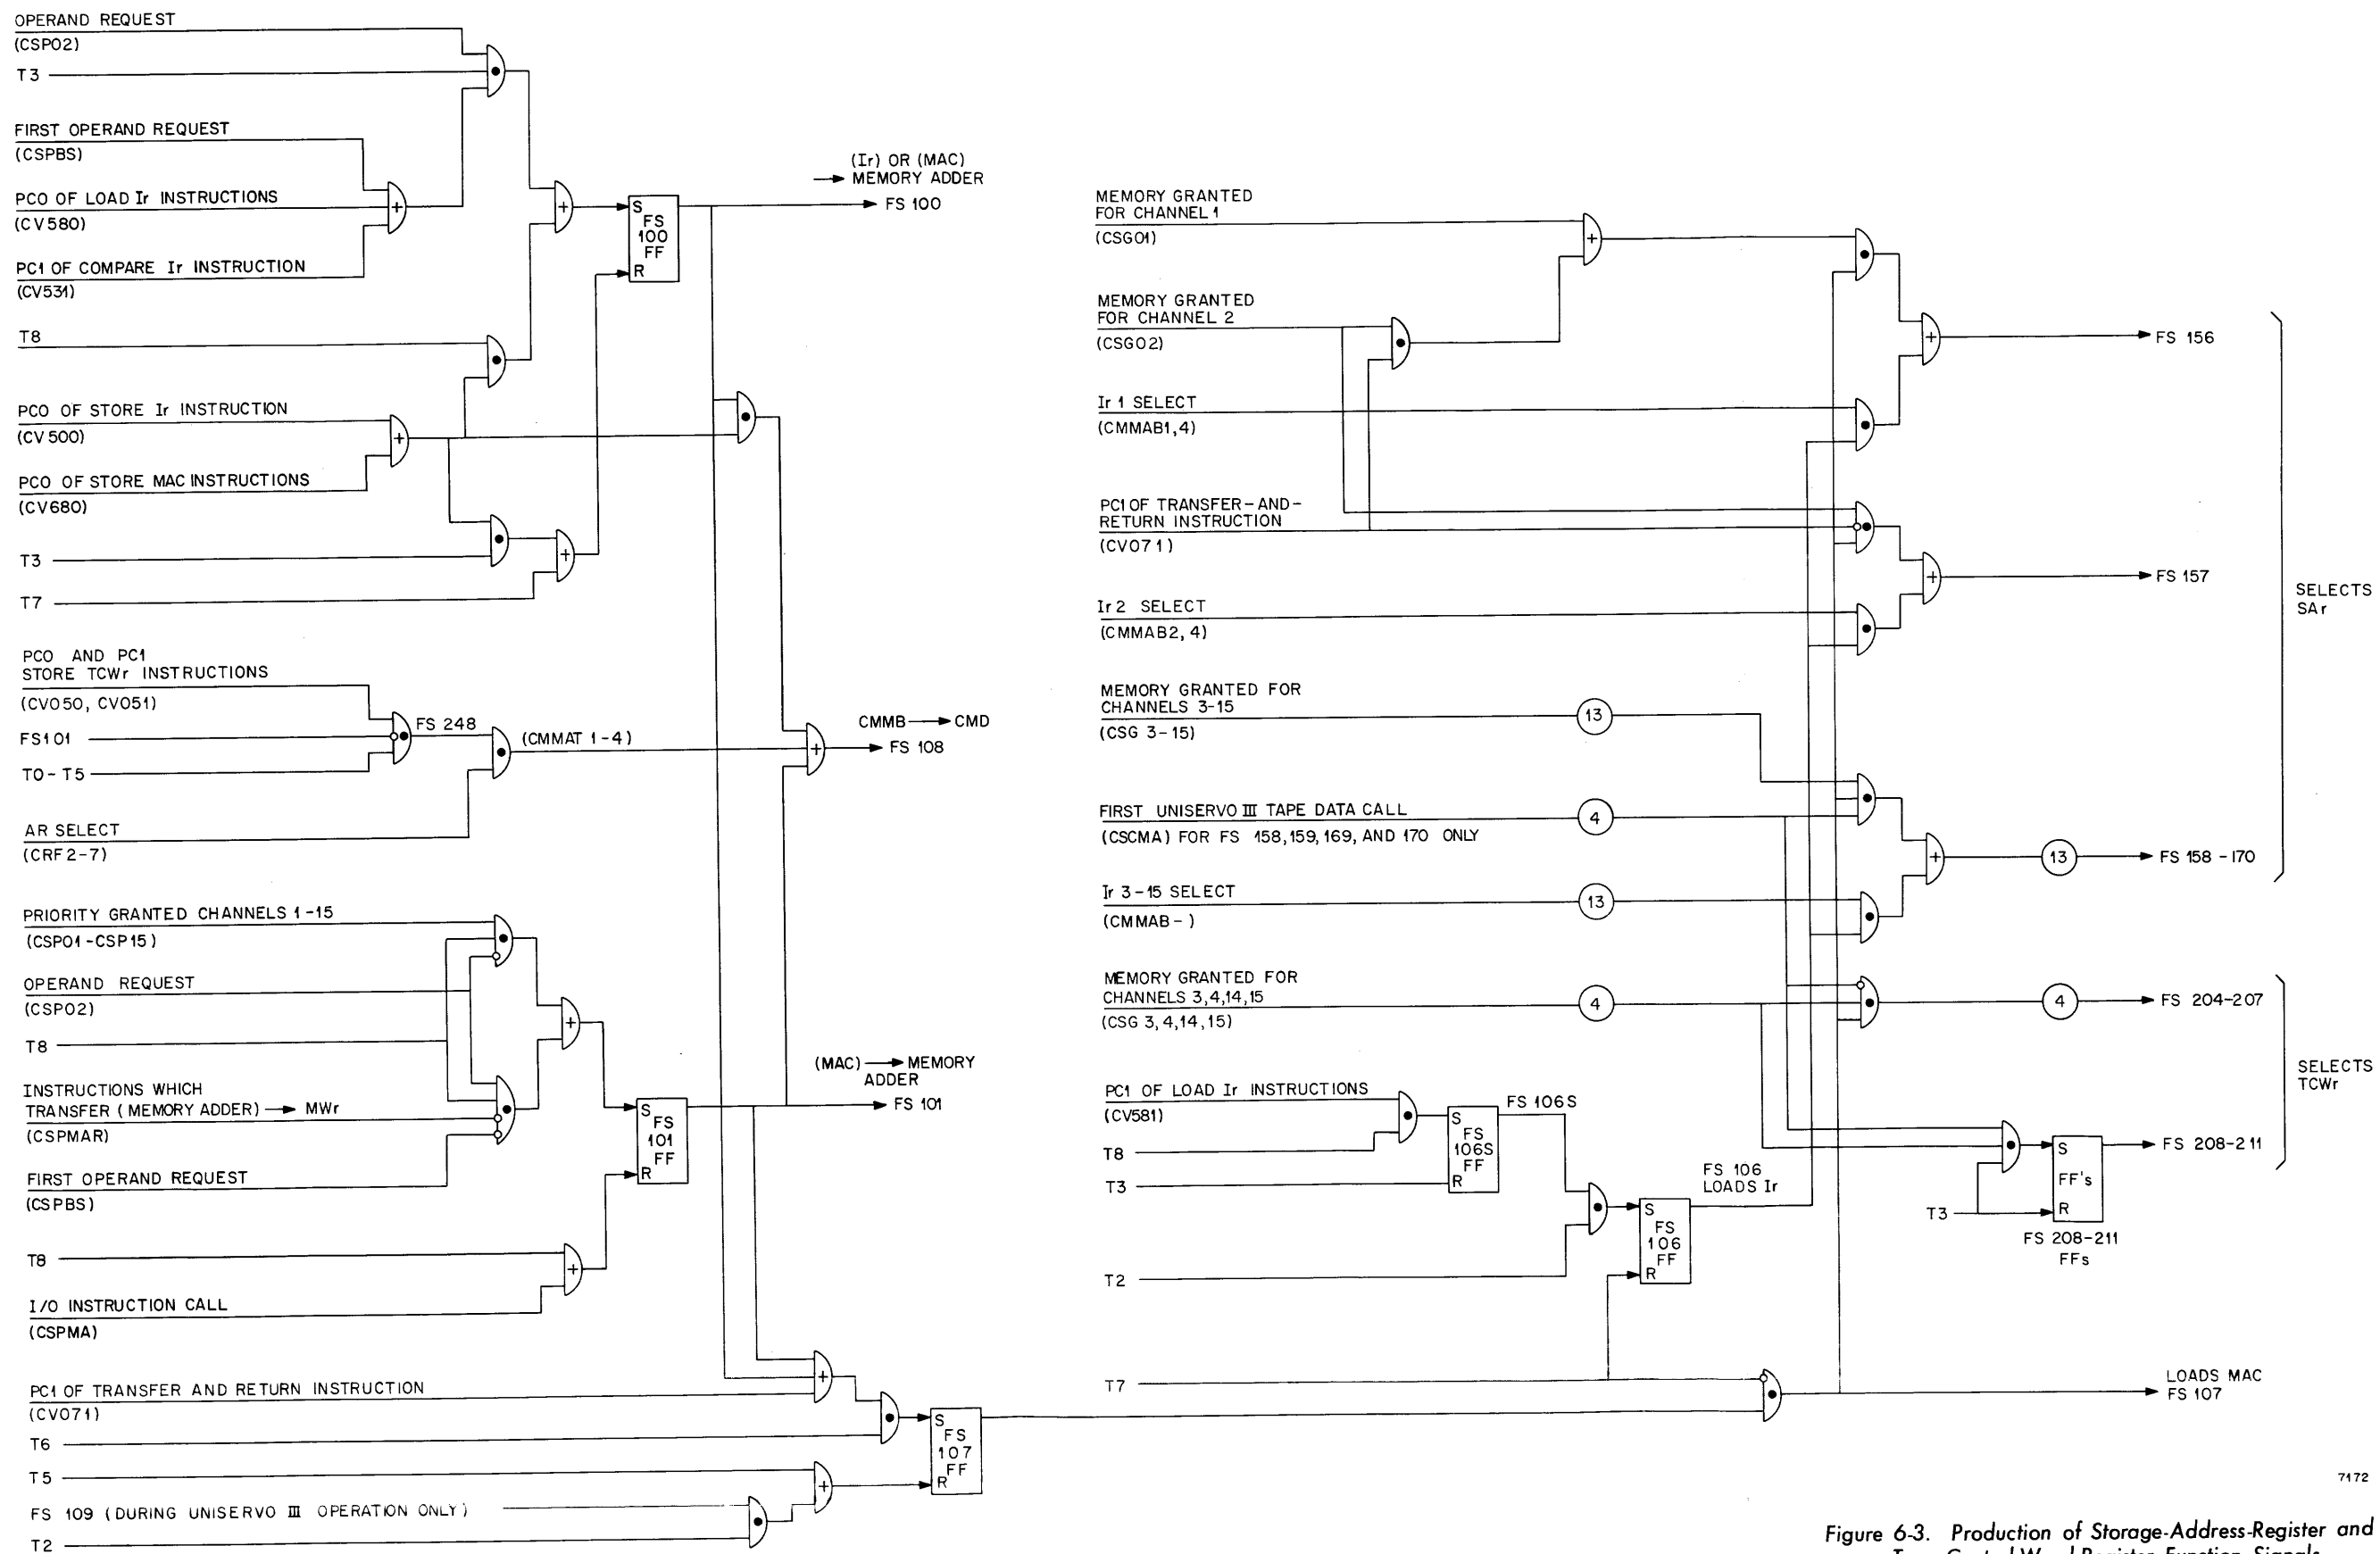 OPERAND REQUEST
(CSP02)
T3
FIRST OPERAND REQUEST
(CSPBS)
PC0 OF LOAD Ir INSTRUCTIONS
(CV580)
PC1 OF COMPARE Ir INSTRUCTION
(CV531)
T8
PC0 OF STORE Ir INSTRUCTION
(CV500)
PC0 OF STORE MAC INSTRUCTIONS
(CV680)
T3
T7
S
FS
100
FF
R
(Ir) OR (MAC)
→ MEMORY ADDER
FS 100
PC0 AND PC1
STORE TCWr INSTRUCTIONS
(CV050, CV051)
FS101
T0-T5
FS 248
(CMMAT 1-4)
AR SELECT
(CRF2-7)
CMMB → CMD
FS 108
PRIORITY GRANTED CHANNELS 1-15
(CSP01-CSP15)
OPERAND REQUEST
(CSP02)
T8
INSTRUCTIONS WHICH
TRANSFER (MEMORY ADDER) → MWr
(CSPMAR)
FIRST OPERAND REQUEST
(CSPBS)
T8
I/O INSTRUCTION CALL
(CSPMA)
S
FS
101
FF
R
(MAC) → MEMORY
ADDER
FS 101
PC1 OF TRANSFER AND RETURN INSTRUCTION
(CV071)
T6
T5
FS 109 (DURING UNISERVO III OPERATION ONLY)
T2
S
FS
107
FF
R
MEMORY GRANTED
FOR CHANNEL 1
(CSG01)
MEMORY GRANTED
FOR CHANNEL 2
(CSG02)
Ir 1 SELECT
(CMMAB1,4)
PC1 OF TRANSFER-AND-
RETURN INSTRUCTION
(CV071)
Ir 2 SELECT
(CMMAB2, 4)
MEMORY GRANTED FOR
CHANNELS 3-15
(CSG 3-15)
13
FIRST UNISERVO III TAPE DATA CALL
(CSCMA) FOR FS 158,159,169, AND 170 ONLY
4
Ir 3-15 SELECT
(CMMAB-)
13
MEMORY GRANTED FOR
CHANNELS 3,4,14,15
(CSG 3,4,14,15)
4
PC1 OF LOAD Ir INSTRUCTIONS
(CV581)
T8
T3
S
FS
106S
FF
R
FS 106S
T2
S
FS
106
FF
R
FS 106
LOADS Ir
T7
FS 156
FS 157
13
FS 158-170
SELECTS
SAr
4
FS 204-207
S
FF's
R
T3
FS 208-211
FFs
FS 208-211
SELECTS
TCWr
LOADS MAC
FS 107
7172
Figure 6-3. Production of Storage-Address-Register and